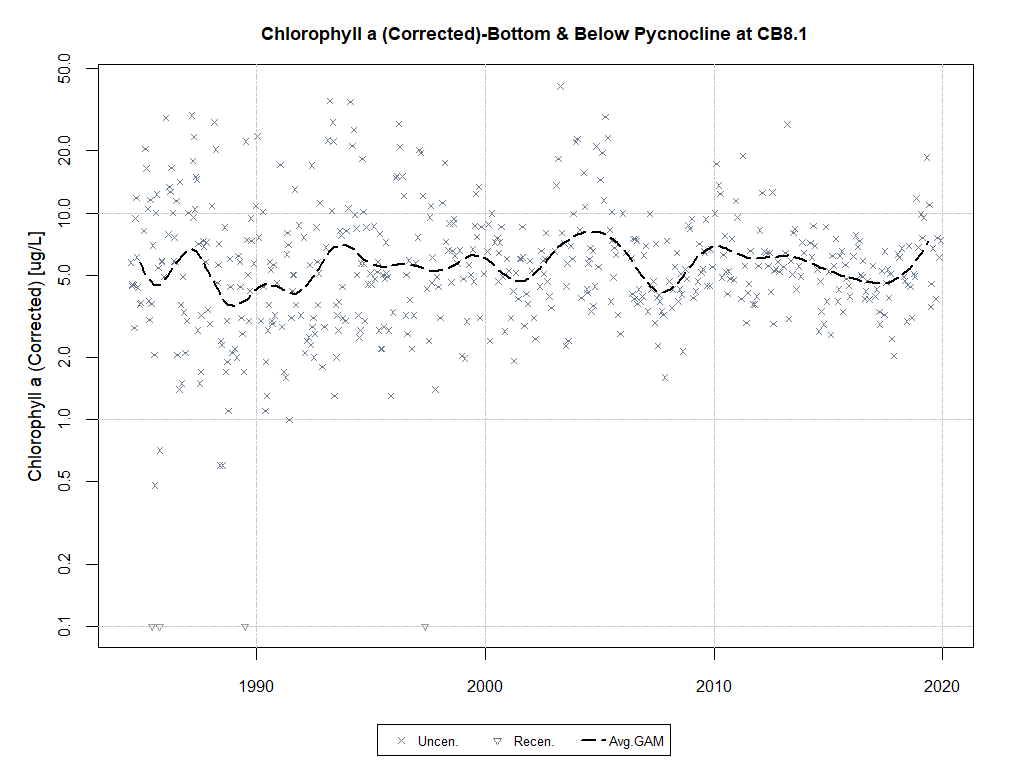 Chlorophyll a (Corrected)-Bottom & Below Pycnocline at CB8.1
Chlorophyll a (Corrected) [ug/L]
50.0
20.0
10.0
5.0
2.0
1.0
0.5
0.2
0.1
1990 2000 2010 2020
Uncen. Recen. Avg.GAM